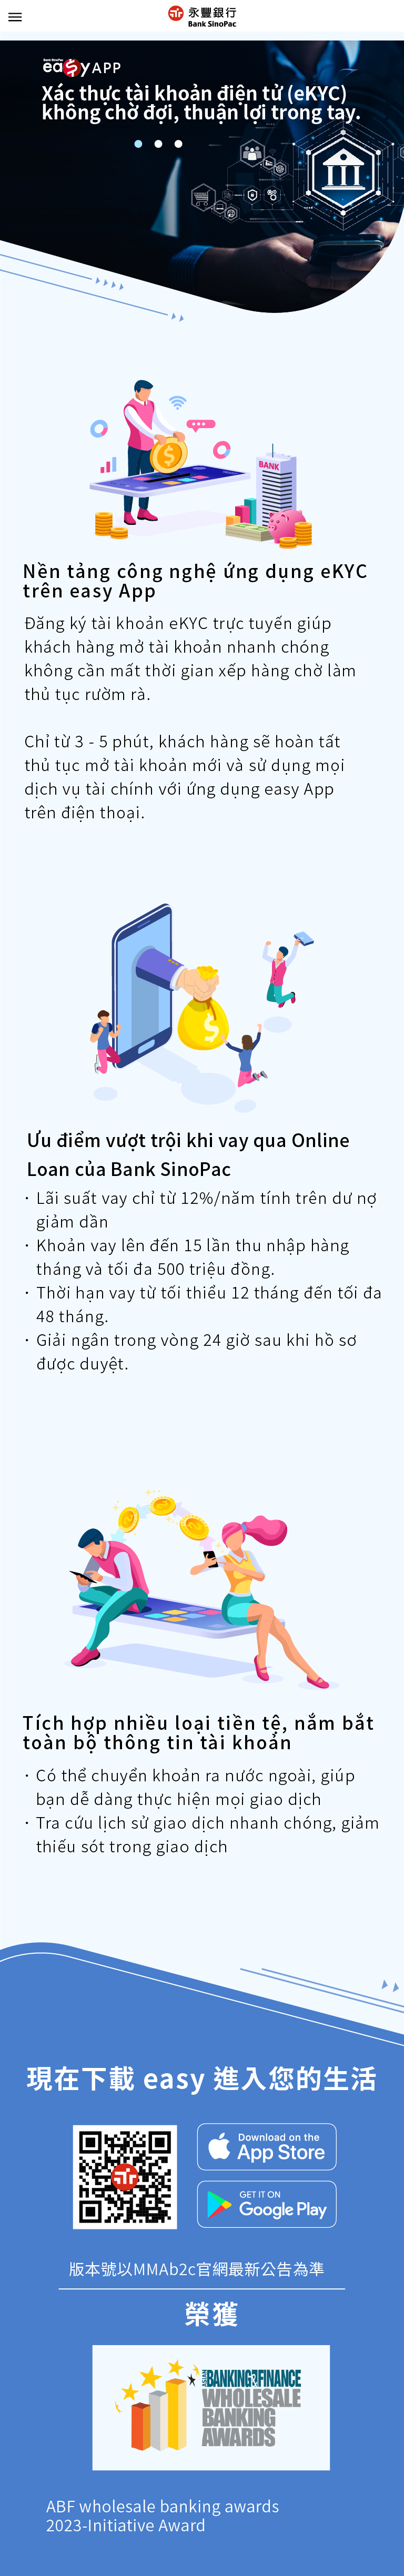 永豐銀行
Bank SinoPac
Bank SinoPac
easy APP
Xác thực tài khoản điện tử (eKYC)
không chờ đợi, thuận lợi trong tay.
BANK
Nền tảng công nghệ ứng dụng eKYC
trên easy App
Đăng ký tài khoản eKYC trực tuyến giúp
khách hàng mở tài khoản nhanh chóng
không cần mất thời gian xếp hàng chờ làm
thủ tục rườm rà.
Chỉ từ 3 - 5 phút, khách hàng sẽ hoàn tất
thủ tục mở tài khoản mới và sử dụng mọi
dịch vụ tài chính với ứng dụng easy App
trên điện thoại.
Ưu điểm vượt trội khi vay qua Online
Loan của Bank SinoPac
· Lãi suất vay chỉ từ 12%/năm tính trên dư nợ
giảm dần
· Khoản vay lên đến 15 lần thu nhập hàng
tháng và tối đa 500 triệu đồng.
· Thời hạn vay từ tối thiểu 12 tháng đến tối đa
48 tháng.
· Giải ngân trong vòng 24 giờ sau khi hồ sơ
được duyệt.
Tích hợp nhiều loại tiền tệ, nắm bắt
toàn bộ thông tin tài khoản
· Có thể chuyển khoản ra nước ngoài, giúp
bạn dễ dàng thực hiện mọi giao dịch
· Tra cứu lịch sử giao dịch nhanh chóng, giảm
thiếu sót trong giao dịch
現在下載 easy 進入您的生活
Download on the
App Store
GET IT ON
Google Play
版本號以MMAb2c官網最新公告為準
榮獲
ASIAN BANKING&FINANCE
WHOLESALE
BANKING
AWARDS
ABF wholesale banking awards
2023-Initiative Award